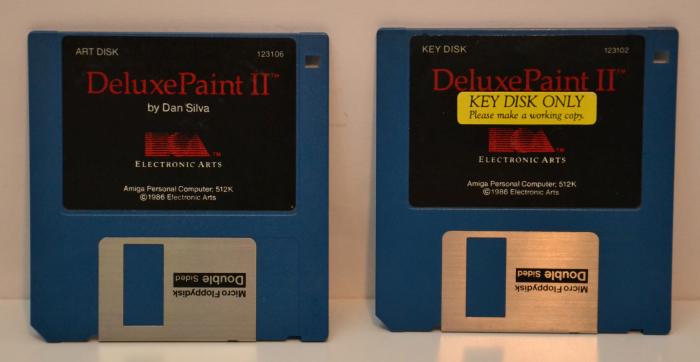 ART DISK
123106
DeluxePaint II™
by Dan Silva
™
ELECTRONIC ARTS
Amiga Personal Computer, 512K
©1986 Electronic Arts
Micro Floppydisk
Double Sided
KEY DISK
123102
DeluxePaint II™
KEY DISK ONLY
Please make a working copy.
™
ELECTRONIC ARTS
Amiga Personal Computer, 512K
©1986 Electronic Arts
Micro Floppydisk
Double Sided